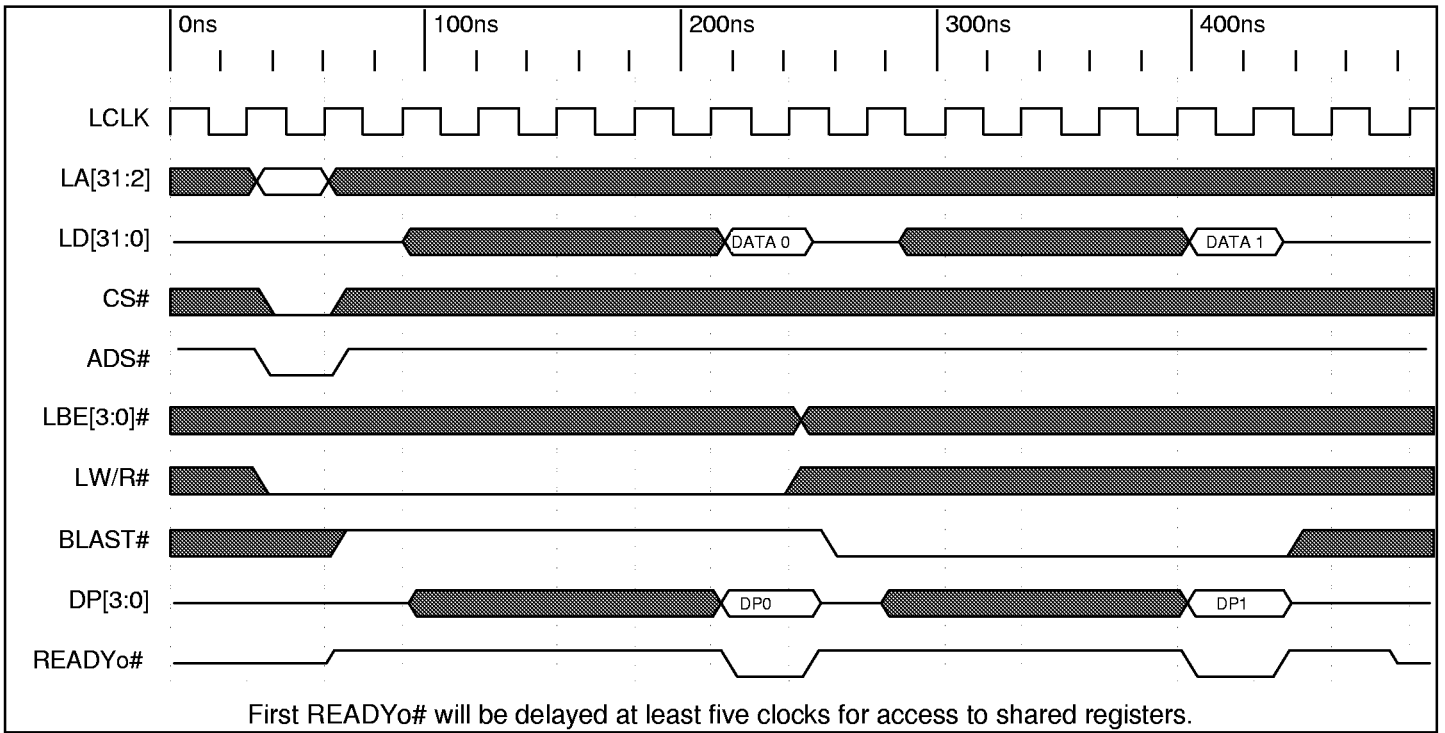 0ns 100ns 200ns 300ns 400ns
LCLK
LA[31:2]
LD[31:0] DATA 0 DATA 1
CS#
ADS#
LBE[3:0]#
LW/R#
BLAST#
DP[3:0] DP0 DP1
READYo#
First READYo# will be delayed at least five clocks for access to shared registers.